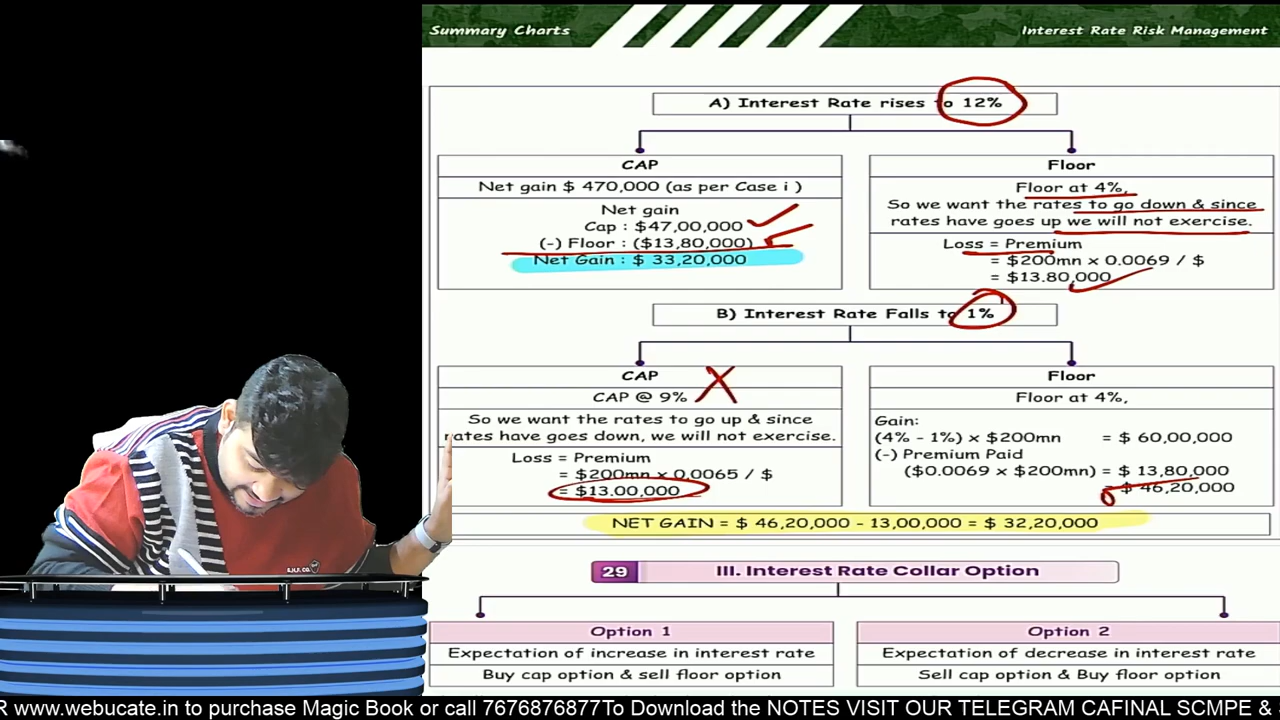 Summary Charts
Interest Rate Risk Management
A) Interest Rate rises to 12%
CAP
Net gain $ 470,000 (as per Case i )
Net gain
Cap : $47,00,000
(-) Floor : ($13,80,000)
Net Gain : $ 33,20,000
Floor
Floor at 4%,
So we want the rates to go down & since
rates have goes up we will not exercise.
Loss = Premium
= $200mn x 0.0069 / $
= $13.80,000
B) Interest Rate Falls to 1%
CAP
CAP @ 9%
So we want the rates to go up & since
rates have goes down, we will not exercise.
Loss = Premium
= $200mn x 0.0065 / $
= $13.00,000
Floor
Floor at 4%,
Gain:
(4% - 1%) x $200mn = $ 60,00,000
(-) Premium Paid
($0.0069 x $200mn) = $ 13,80,000
= $ 46,20,000
NET GAIN = $ 46,20,000 - 13,00,000 = $ 32,20,000
29 III. Interest Rate Collar Option
Option 1
Expectation of increase in interest rate
Buy cap option & sell floor option
Option 2
Expectation of decrease in interest rate
Sell cap option & Buy floor option
R www.webucate.in to purchase Magic Book or call 7676876877To Download the NOTES VISIT OUR TELEGRAM CAFINAL SCMPE &